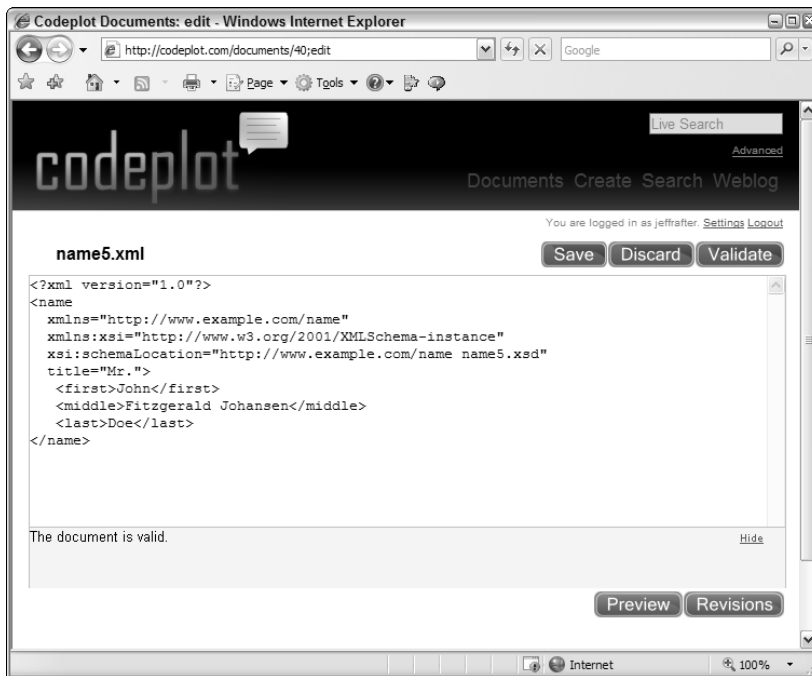 Codeplot Documents: edit - Windows Internet Explorer
http://codeplot.com/documents/40;edit
Google
Page
Tools
codeplot
Live Search
Advanced
Documents Create Search Weblog
You are logged in as jeffrafter. Settings Logout
name5.xml
Save Discard Validate
<?xml version="1.0"?>
<name
xmlns="http://www.example.com/name"
xmlns:xsi="http://www.w3.org/2001/XMLSchema-instance"
xsi:schemaLocation="http://www.example.com/name name5.xsd"
title="Mr.">
<first>John</first>
<middle>Fitzgerald Johansen</middle>
<last>Doe</last>
</name>
The document is valid.
Hide
Preview Revisions
Internet
100%